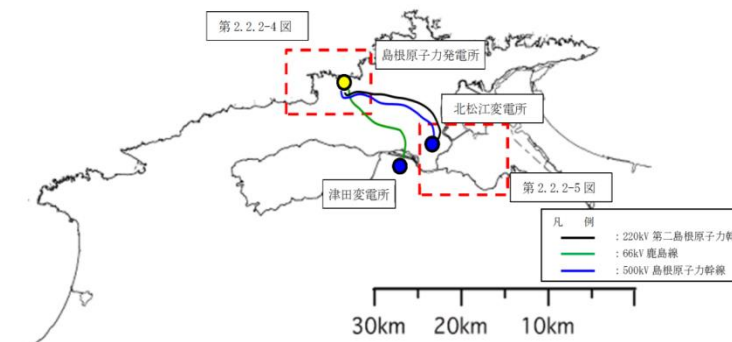 第2.2.2-4 図
島根原子力発電所
北松江変電所
津田変電所
第2.2.2-5 図
凡 例
:220kV 第二島根原子力幹
:66kV 鹿島線
:500kV 島根原子力幹線
30km 20km 10km